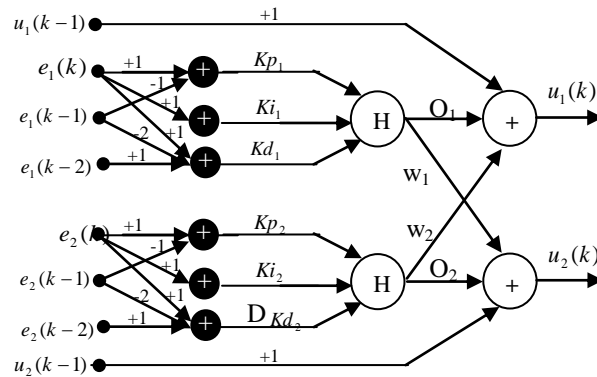 u₁(k−1)
+1
e₁(k)
+1
Kp₁
-1
e₁(k−1)
+1
Ki₁
H
O₁
+
u₁(k)
-2
+1
e₁(k−2)
+1
Kd₁
w₁
e₂(k)
+1
Kp₂
w₂
-1
e₂(k−1)
+1
Ki₂
H
O₂
+
u₂(k)
-2
+1
e₂(k−2)
+1
D Kd₂
u₂(k−1)
+1
+
+
+
+
+
+